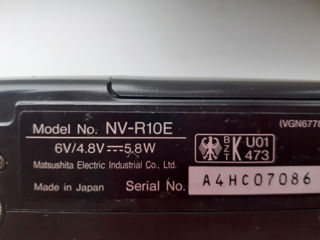 Model No. NV-R10E (VGN6778
6V/4.8V⎓5.8W BZT K U01 473
Matsushita Electric Industrial Co., Ltd.
Made in Japan Serial No. A4HC07086